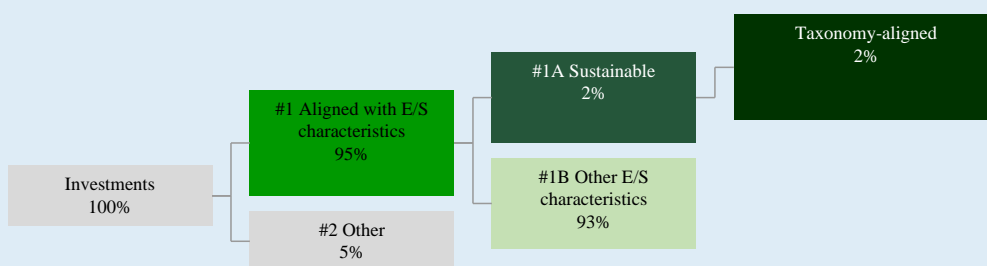 Investments
100%
#1 Aligned with E/S
characteristics
95%
#2 Other
5%
#1A Sustainable
2%
#1B Other E/S
characteristics
93%
Taxonomy-aligned
2%